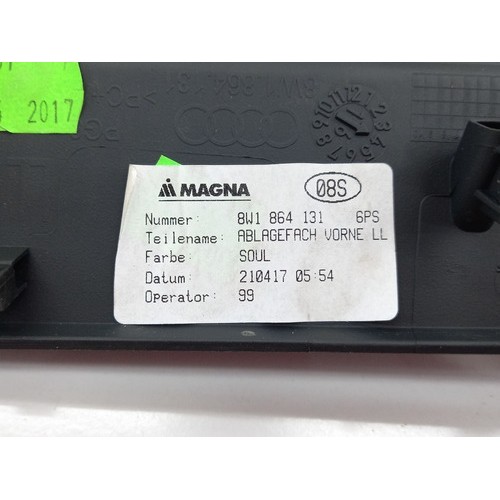 2017
MAGNA 08S
Nummer: 8W1 864 131 6PS
Teilename: ABLAGEFACH VORNE LL
Farbe: SOUL
Datum: 210417 05:54
Operator: 99